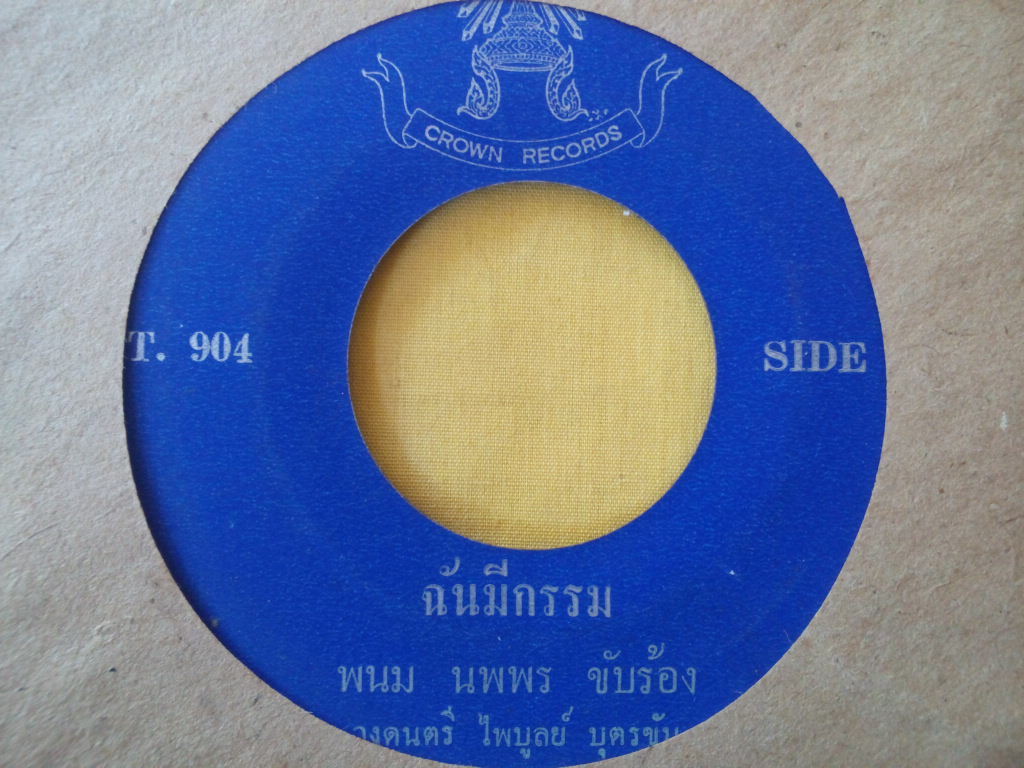 CROWN RECORDS
T. 904
SIDE
ฉันมีกรรม
พนม นพพร ขับร้อง
ไพบูลย์